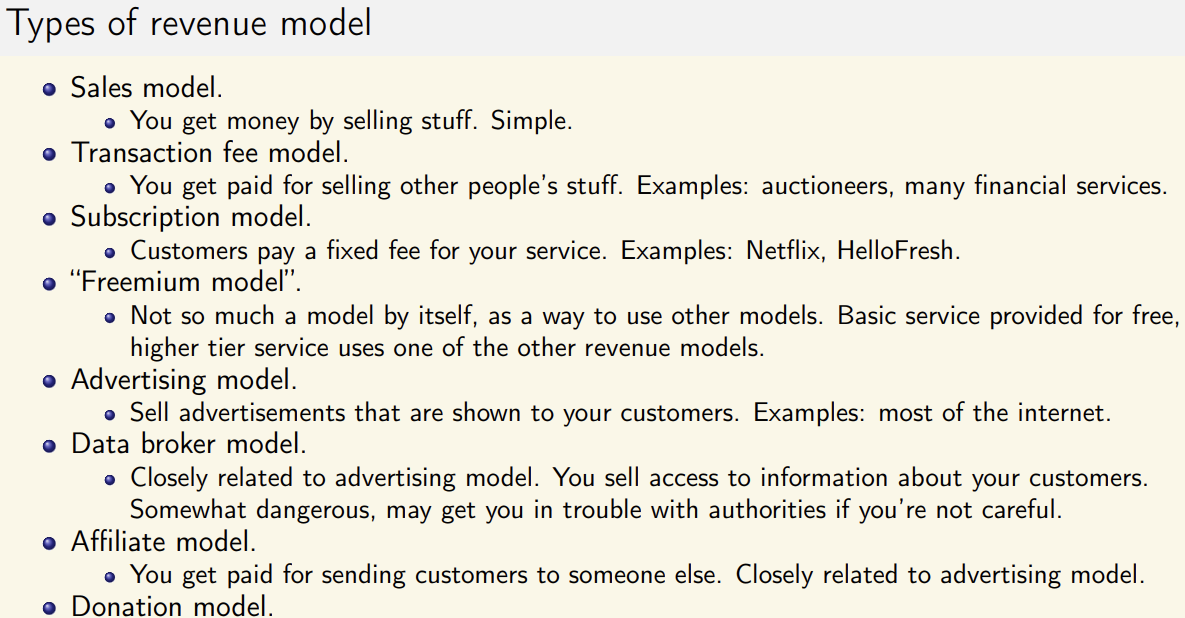 Types of revenue model
Sales model.
You get money by selling stuff. Simple.
Transaction fee model.
You get paid for selling other people's stuff. Examples: auctioneers, many financial services.
Subscription model.
Customers pay a fixed fee for your service. Examples: Netflix, HelloFresh.
“Freemium model”.
Not so much a model by itself, as a way to use other models. Basic service provided for free,
higher tier service uses one of the other revenue models.
Advertising model.
Sell advertisements that are shown to your customers. Examples: most of the internet.
Data broker model.
Closely related to advertising model. You sell access to information about your customers.
Somewhat dangerous, may get you in trouble with authorities if you're not careful.
Affiliate model.
You get paid for sending customers to someone else. Closely related to advertising model.
Donation model.